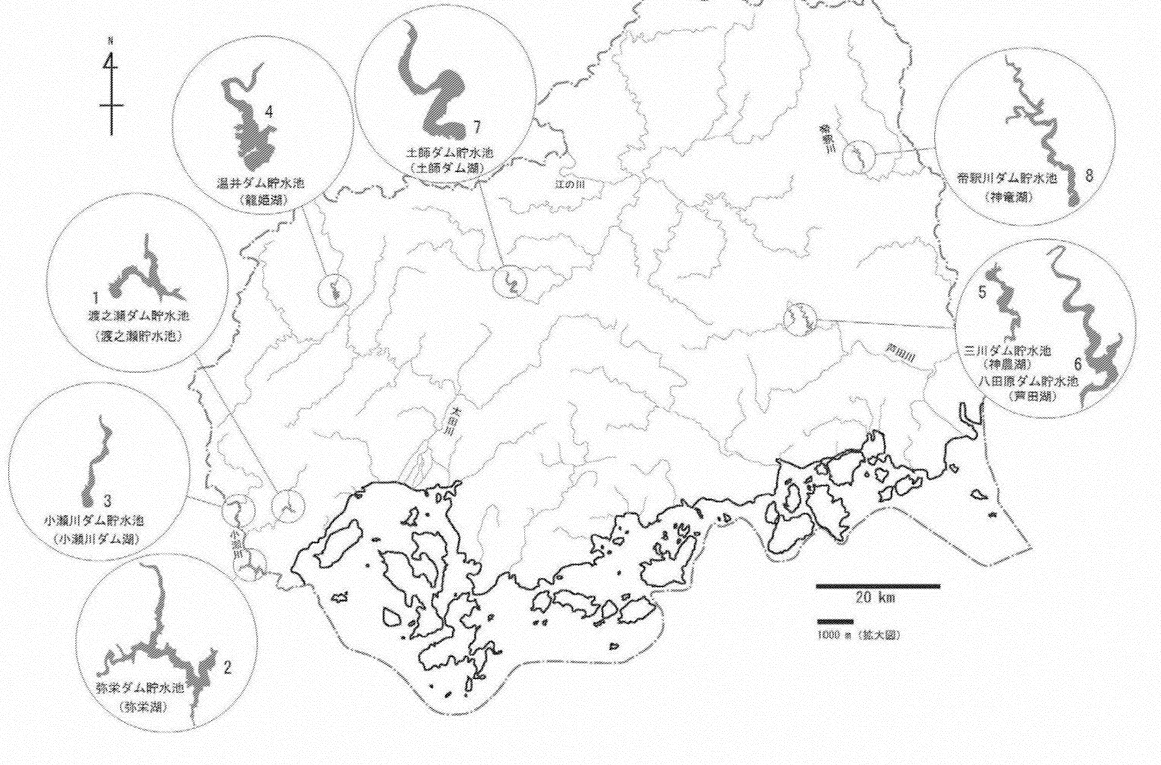 N
4
温井ダム貯水池
(龍姫湖)
7
土師ダム貯水池
(土師ダム湖)
帝釈川
8
帝釈川ダム貯水池
(神竜湖)
江の川
1
渡之瀬ダム貯水池
(渡之瀬貯水池)
5
三川ダム貯水池
(神農湖)
6
八田原ダム貯水池
(芦田湖)
芦田川
太田川
3
小瀬川ダム貯水池
(小瀬川ダム湖)
小瀬川
2
弥栄ダム貯水池
(弥栄湖)
20 km
1000 m (拡大図)